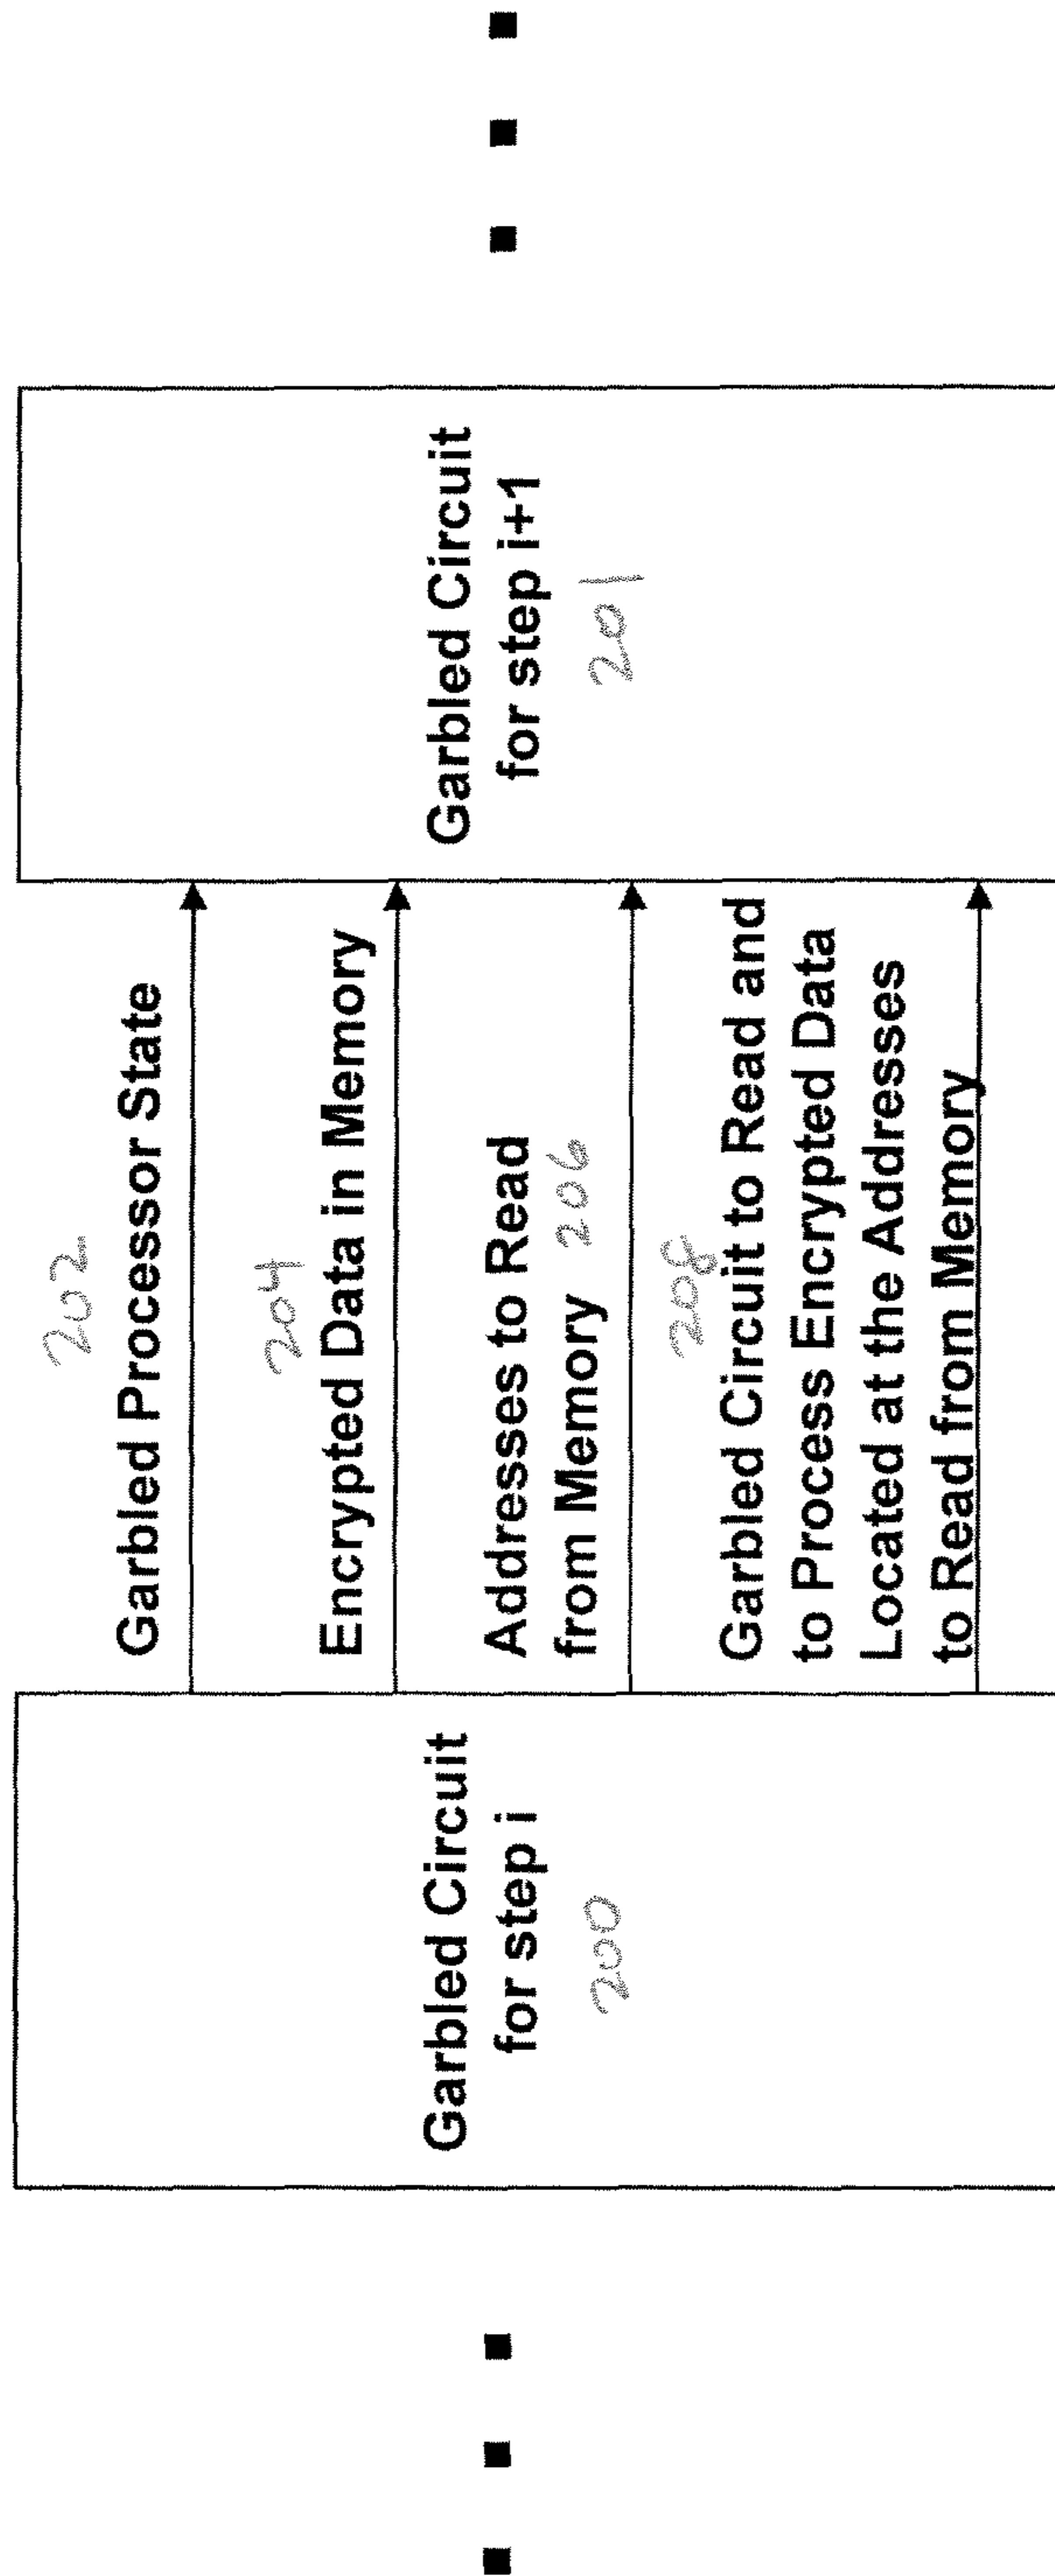 Garbled Circuit
for step i
200
202
Garbled Processor State
204
Encrypted Data in Memory
Addresses to Read
from Memory 206
208
Garbled Circuit to Read and
to Process Encrypted Data
Located at the Addresses
to Read from Memory
Garbled Circuit
for step i+1
201